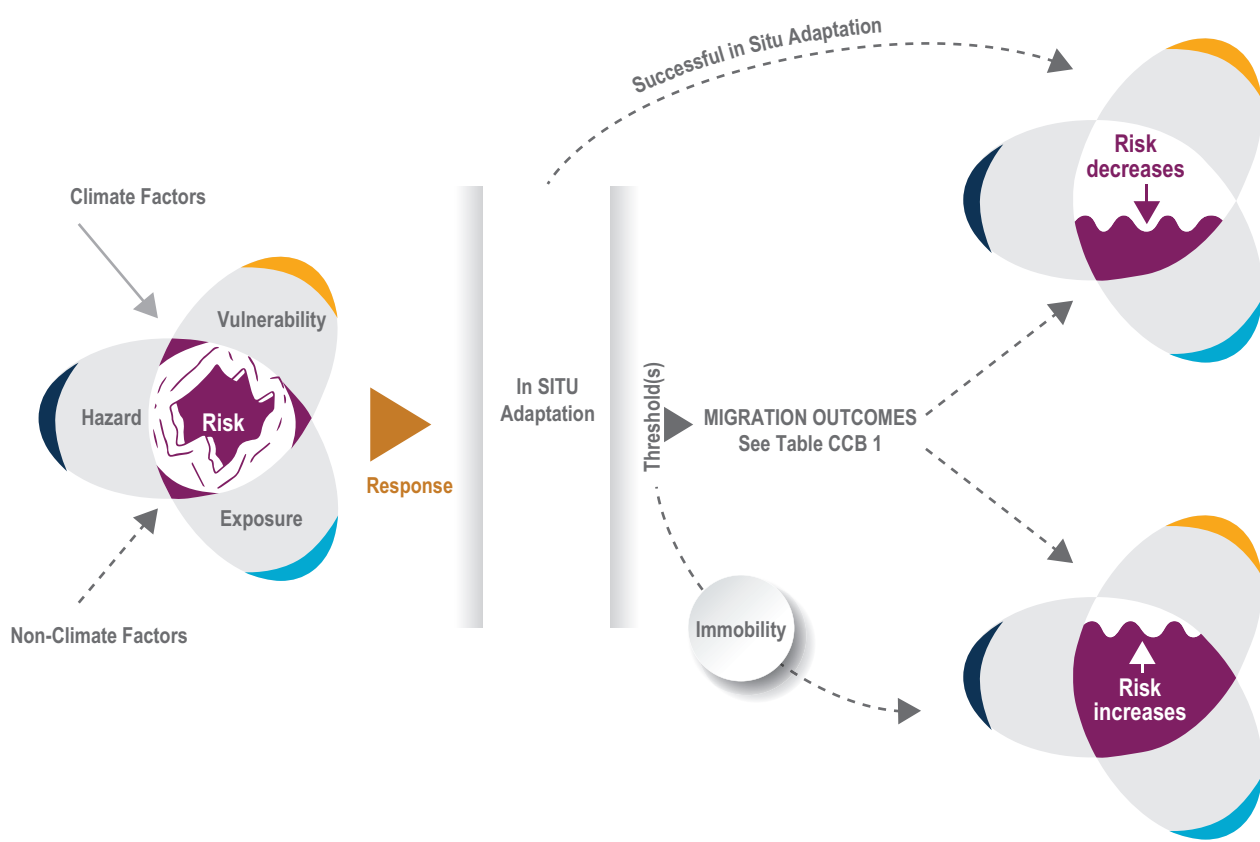 Climate Factors
Vulnerability
Hazard
Risk
Exposure
Non-Climate Factors
Response
In SITU
Adaptation
Successful in Situ Adaptation
Threshold(s)
MIGRATION OUTCOMES
See Table CCB 1
Immobility
Risk
decreases
Risk
increases